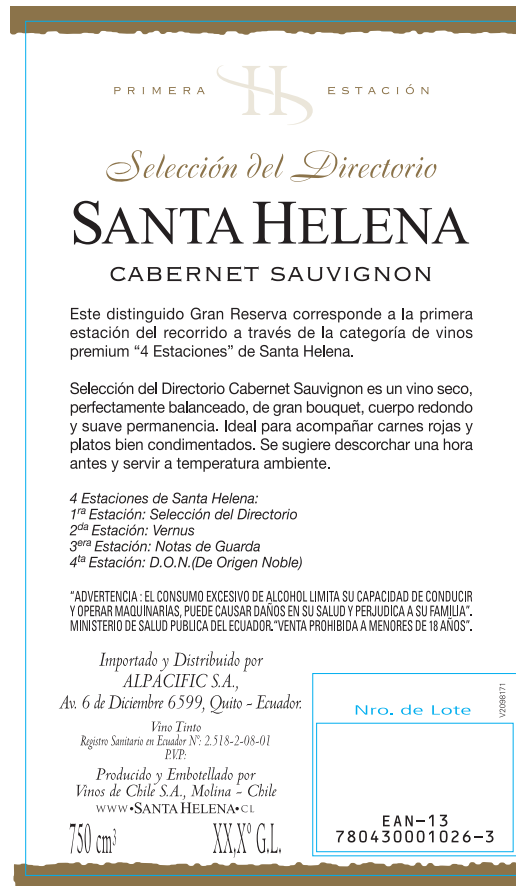 PRIMERA H ESTACIÓN
Selección del Directorio
SANTA HELENA
CABERNET SAUVIGNON
Este distinguido Gran Reserva corresponde a la primera
estación del recorrido a través de la categoría de vinos
premium “4 Estaciones” de Santa Helena.
Selección del Directorio Cabernet Sauvignon es un vino seco,
perfectamente balanceado, de gran bouquet, cuerpo redondo
y suave permanencia. Ideal para acompañar carnes rojas y
platos bien condimentados. Se sugiere descorchar una hora
antes y servir a temperatura ambiente.
4 Estaciones de Santa Helena:
1ra Estación: Selección del Directorio
2da Estación: Vernus
3era Estación: Notas de Guarda
4ta Estación: D.O.N.(De Origen Noble)
“ADVERTENCIA : EL CONSUMO EXCESIVO DE ALCOHOL LIMITA SU CAPACIDAD DE CONDUCIR
Y OPERAR MAQUINARIAS, PUEDE CAUSAR DAÑOS EN SU SALUD Y PERJUDICA A SU FAMILIA”.
MINISTERIO DE SALUD PUBLICA DEL ECUADOR.“VENTA PROHIBIDA A MENORES DE 18 AÑOS”.
Importado y Distribuido por
ALPACIFIC S.A.,
Av. 6 de Diciembre 6599, Quito - Ecuador.
Vino Tinto
Registro Sanitario en Ecuador Nº: 2.518-2-08-01
P.V.P:
Producido y Embotellado por
Vinos de Chile S.A., Molina - Chile
WWW•SANTA HELENA•CL
750 cm³ XX,Xº G.L.
Nro. de Lote
V2098171
EAN-13
780430001026-3